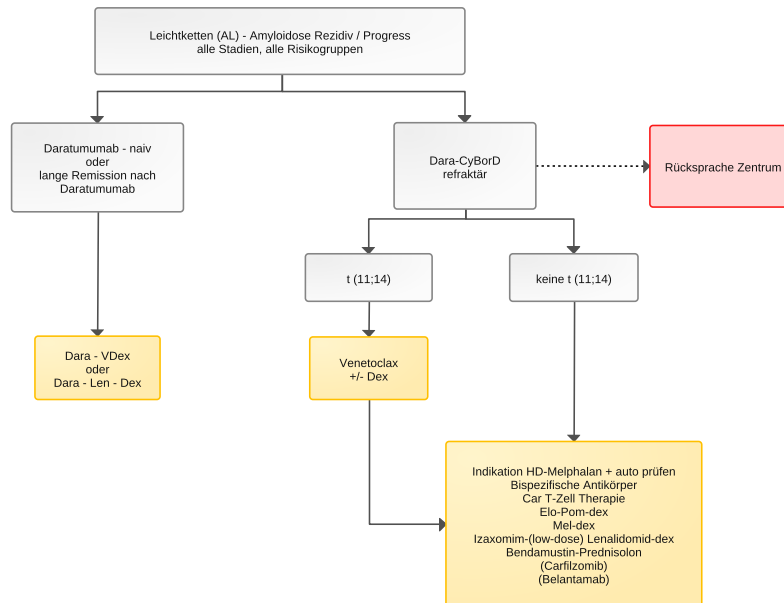 Leichtketten (AL) - Amyloidose Rezidiv / Progress
alle Stadien, alle Risikogruppen
Daratumumab - naiv
oder
lange Remission nach
Daratumumab
Dara-CyBorD
refraktär
Rücksprache Zentrum
t (11;14)
keine t (11;14)
Dara - VDex
oder
Dara - Len - Dex
Venetoclax
+/- Dex
Indikation HD-Melphalan + auto prüfen
Bispezifische Antikörper
Car T-Zell Therapie
Elo-Pom-dex
Mel-dex
Izaxomim-(low-dose) Lenalidomid-dex
Bendamustin-Prednisolon
(Carfilzomib)
(Belantamab)